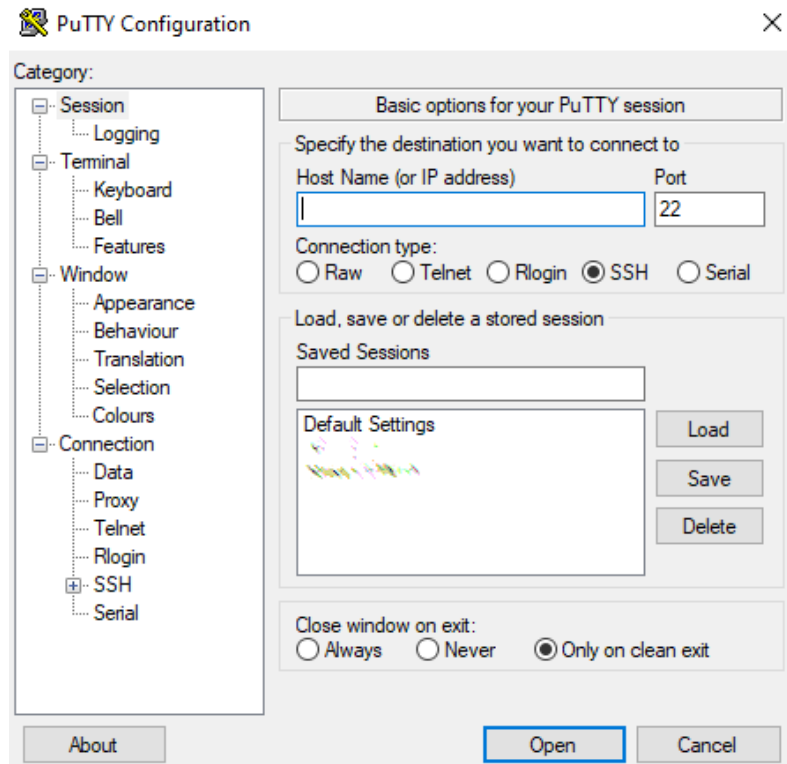 PuTTY Configuration
Category:
Session
Logging
Terminal
Keyboard
Bell
Features
Window
Appearance
Behaviour
Translation
Selection
Colours
Connection
Data
Proxy
Telnet
Rlogin
SSH
Serial
Basic options for your PuTTY session
Specify the destination you want to connect to
Host Name (or IP address) Port
22
Connection type:
Raw Telnet Rlogin SSH Serial
Load, save or delete a stored session
Saved Sessions
Default Settings
Load
Save
Delete
Close window on exit:
Always Never Only on clean exit
About Open Cancel